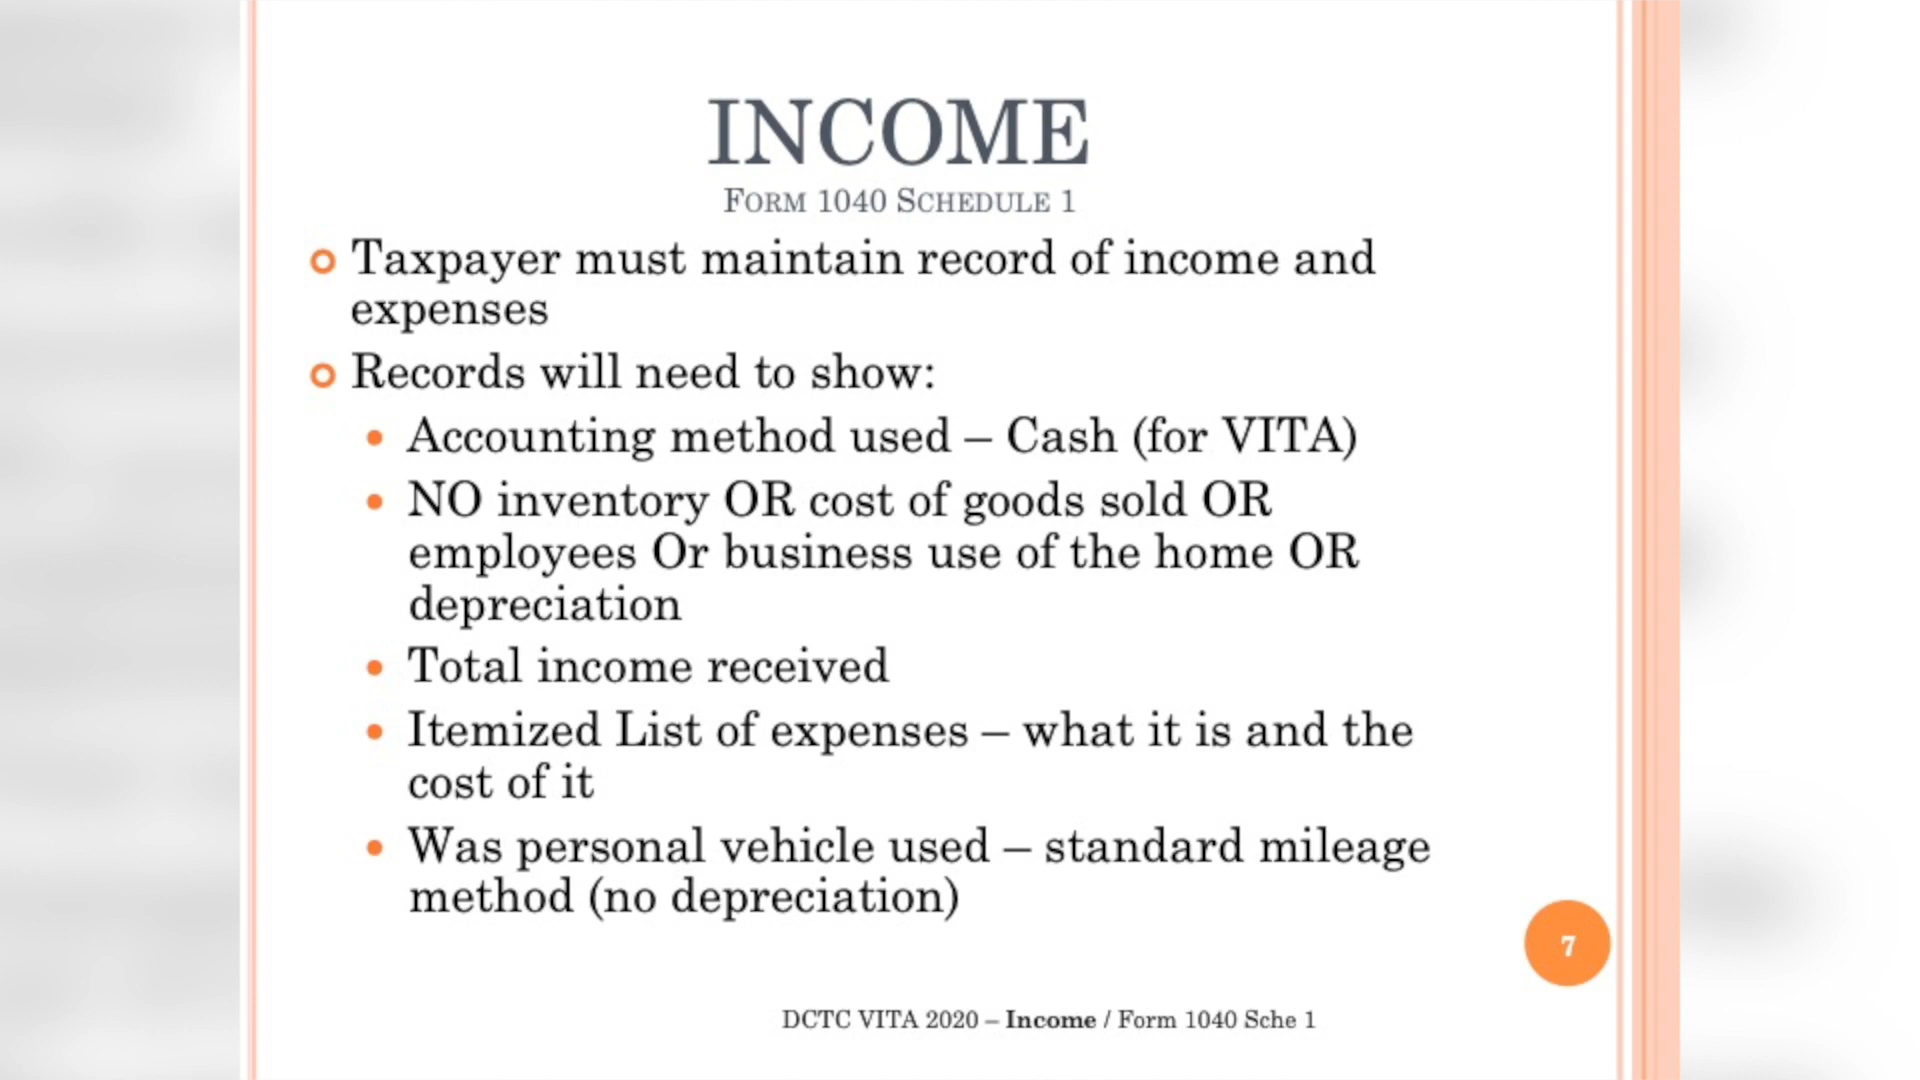 INCOME
FORM 1040 SCHEDULE 1
Taxpayer must maintain record of income and
expenses
Records will need to show:
Accounting method used – Cash (for VITA)
NO inventory OR cost of goods sold OR
employees Or business use of the home OR
depreciation
Total income received
Itemized List of expenses – what it is and the
cost of it
Was personal vehicle used – standard mileage
method (no depreciation)
7
DCTC VITA 2020 – Income / Form 1040 Sche 1